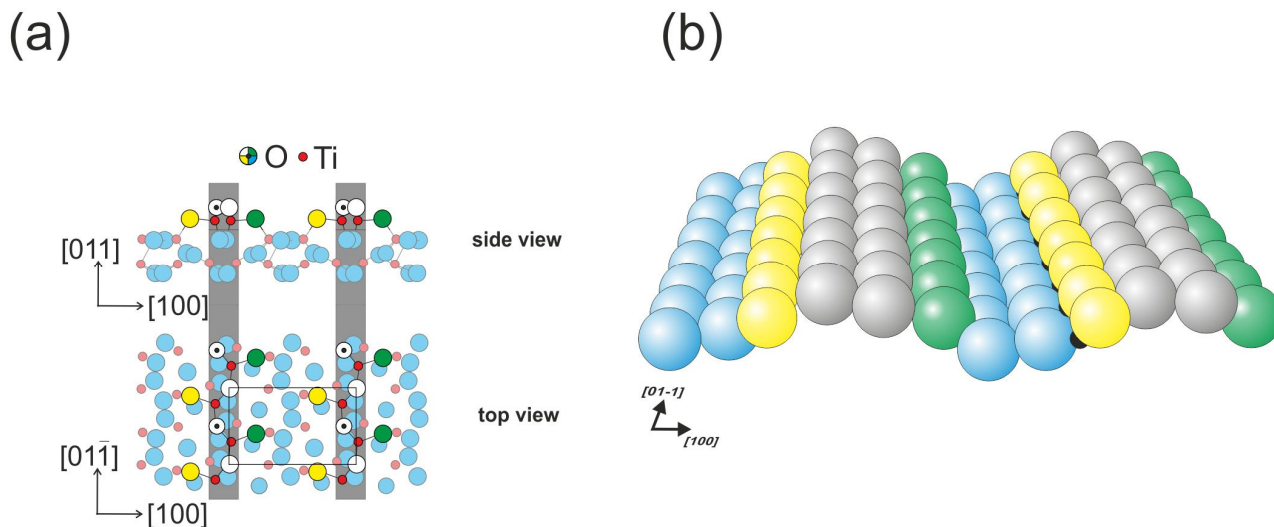 (a)
(b)
O Ti
side view
[011]
[100]
top view
[011̄]
[100]
[01-1]
[100]